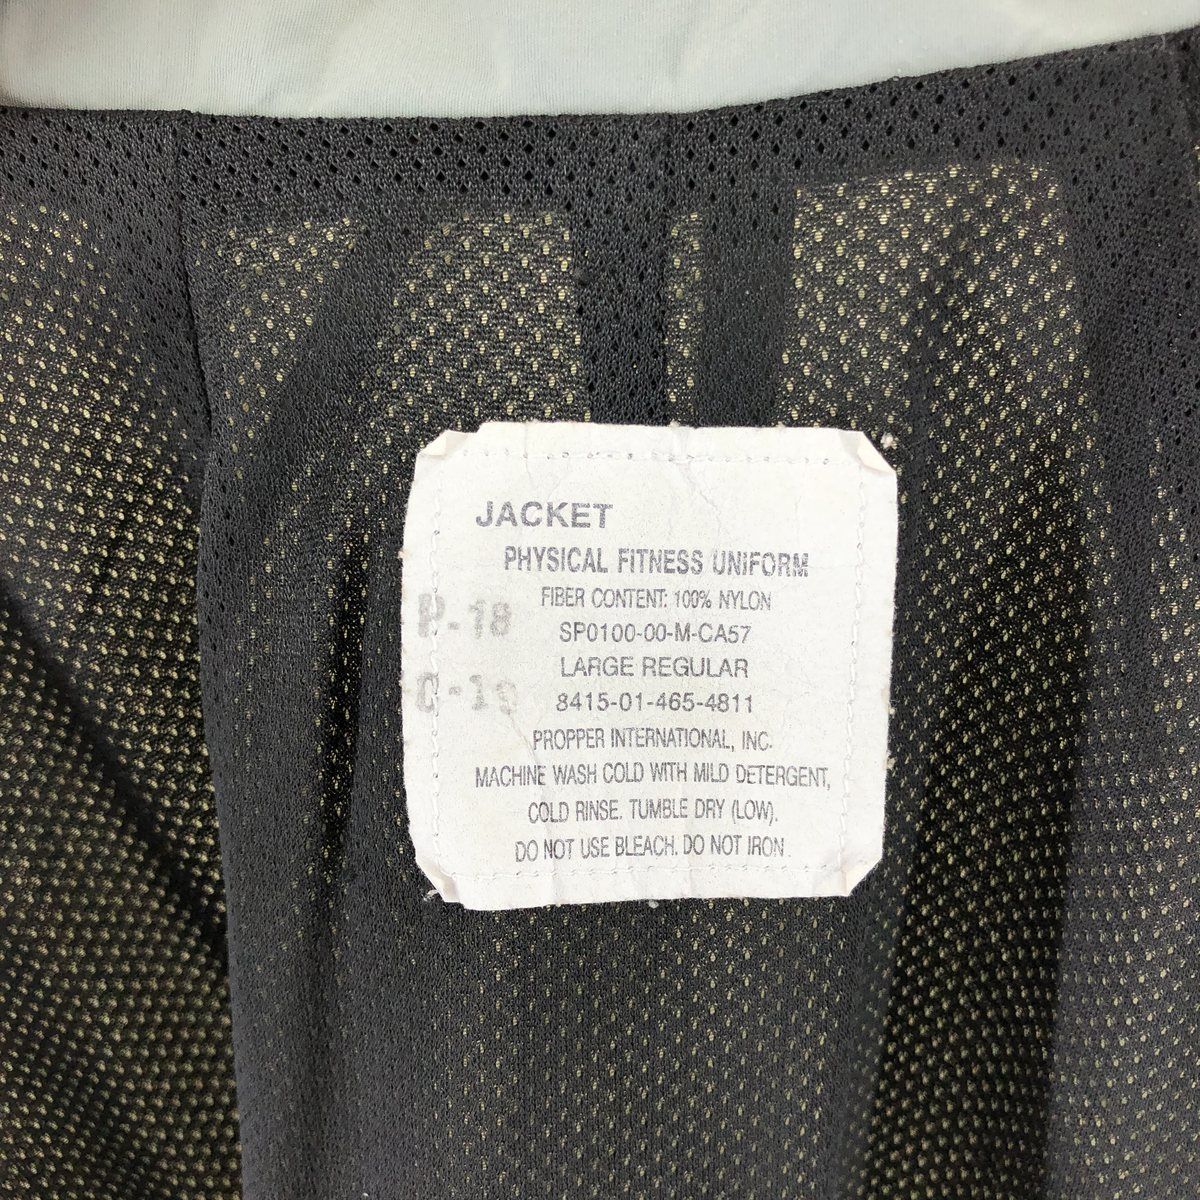 JACKET
PHYSICAL FITNESS UNIFORM
FIBER CONTENT: 100% NYLON
P-18
SP0100-00-M-CA57
LARGE REGULAR
C-19
8415-01-465-4811
PROPPER INTERNATIONAL, INC.
MACHINE WASH COLD WITH MILD DETERGENT,
COLD RINSE. TUMBLE DRY (LOW).
DO NOT USE BLEACH. DO NOT IRON.